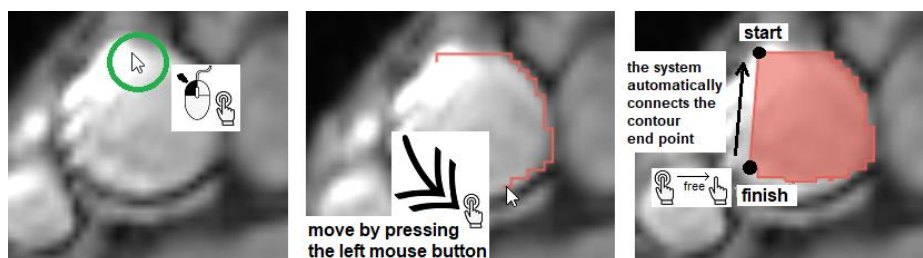 move by pressing
the left mouse button
start
the system
automatically
connects the
contour
end point
free
finish